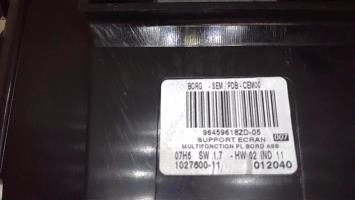 BORG - SEM / PDB - CEM00
96459618ZD-05
SUPPORT ECRAN 007
MULTIFONCTION PL BORD ASS
07H5 SW 1.7 - HW 02 IND 11
1027600-11 012040